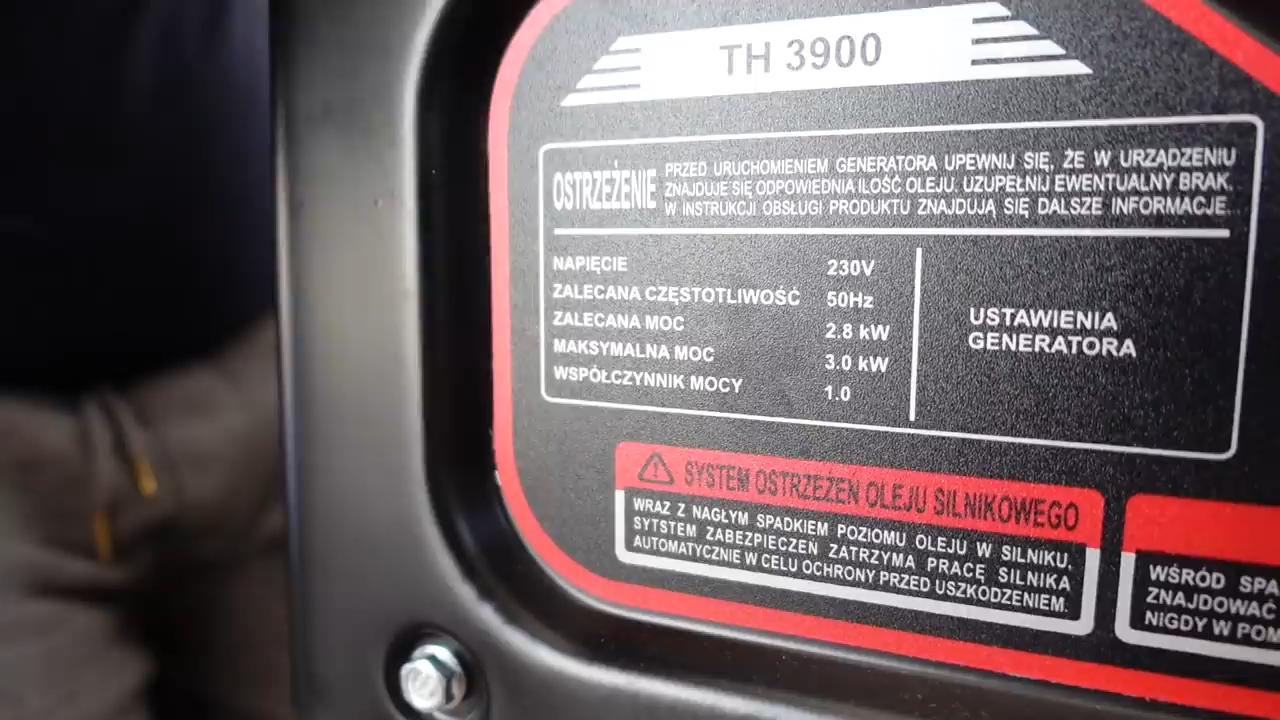 TH 3900
OSTRZEŻENIE
PRZED URUCHOMIENIEM GENERATORA UPEWNIJ SIĘ, ŻE W URZĄDZENIU
ZNAJDUJE SIĘ ODPOWIEDNIA ILOŚĆ OLEJU. UZUPEŁNIJ EWENTUALNY BRAK.
W INSTRUKCJI OBSŁUGI PRODUKTU ZNAJDUJĄ SIĘ DALSZE INFORMACJE.
NAPIĘCIE 230V
ZALECANA CZĘSTOTLIWOŚĆ 50Hz
ZALECANA MOC 2.8 kW
MAKSYMALNA MOC 3.0 kW
WSPÓŁCZYNNIK MOCY 1.0
USTAWIENIA
GENERATORA
SYSTEM OSTRZEŻEŃ OLEJU SILNIKOWEGO
WRAZ Z NAGŁYM SPADKIEM POZIOMU OLEJU W SILNIKU,
SYTSTEM ZABEZPIECZEŃ ZATRZYMA PRACĘ SILNIKA
AUTOMATYCZNIE W CELU OCHRONY PRZED USZKODZENIEM.
WŚRÓD SPA
ZNAJDOWAĆ
NIGDY W POM